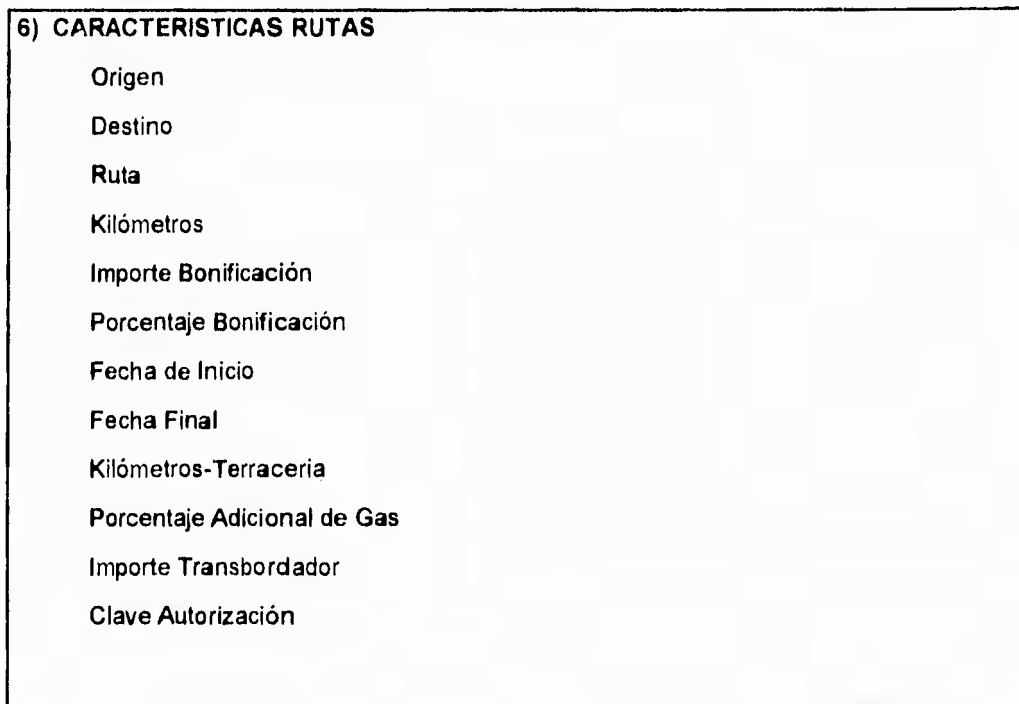 6) CARACTERISTICAS RUTAS
Origen
Destino
Ruta
Kilómetros
Importe Bonificación
Porcentaje Bonificación
Fecha de Inicio
Fecha Final
Kilómetros-Terraceria
Porcentaje Adicional de Gas
Importe Transbordador
Clave Autorización